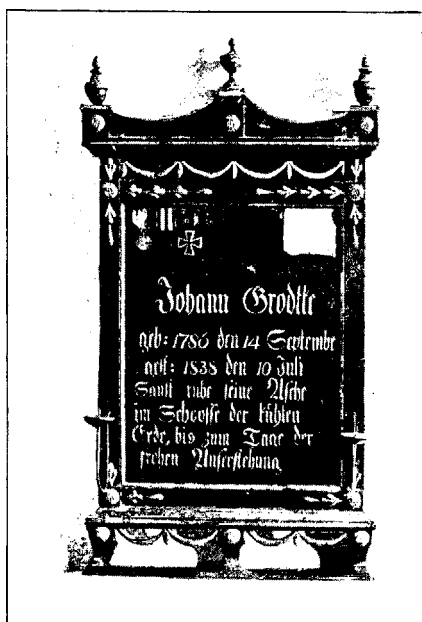 Johann Grodtke
geb: 1786 den 14 Septembe
gest: 1838 den 10 Juli
Sanft ruhe seine Asche
im Schoosse der kühlen
Erde, bis zum Tage der
frohen Auferstehung